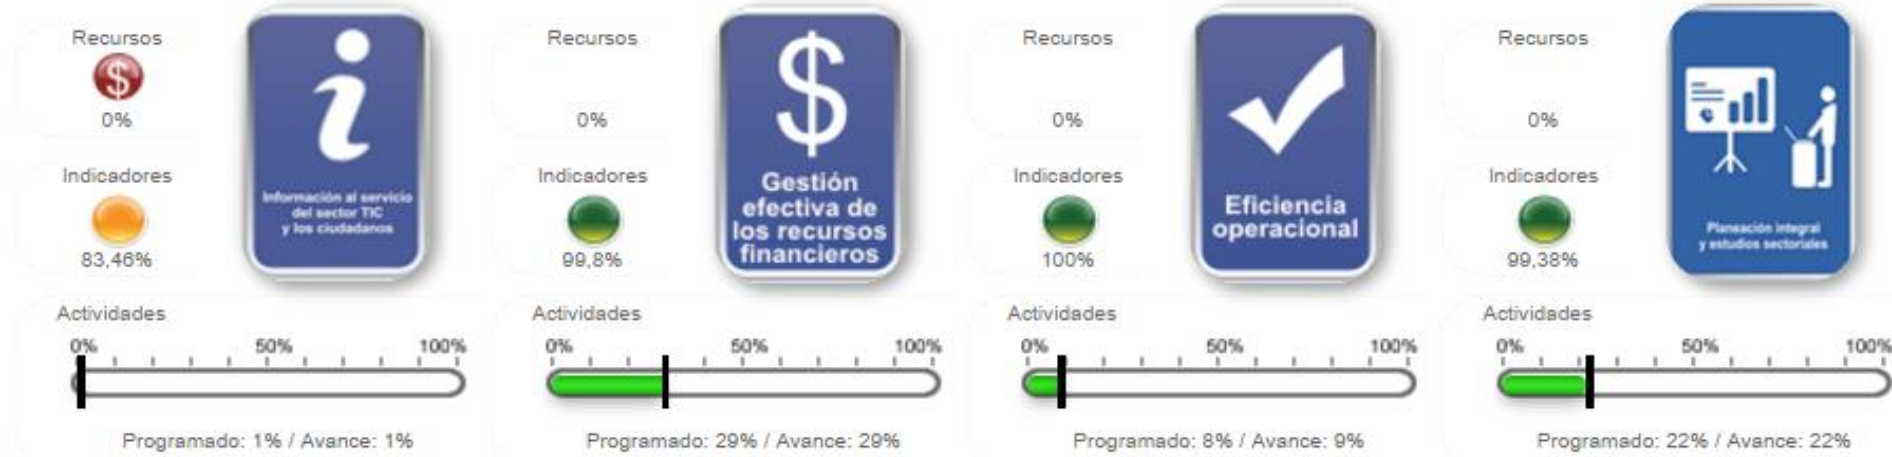 Recursos
$
0%
Indicadores
83,46%
i
Información al servicio
del sector TIC
y los ciudadanos
Actividades
0% 50% 100%
Programado: 1% / Avance: 1%
Recursos
0%
Indicadores
99,8%
$
Gestión
efectiva de
los recursos
financieros
Actividades
0% 50% 100%
Programado: 29% / Avance: 29%
Recursos
0%
Indicadores
100%
Eficiencia
operacional
Actividades
0% 50% 100%
Programado: 8% / Avance: 9%
Recursos
0%
Indicadores
99,38%
Planeación integral
y estudios sectoriales
Actividades
0% 50% 100%
Programado: 22% / Avance: 22%